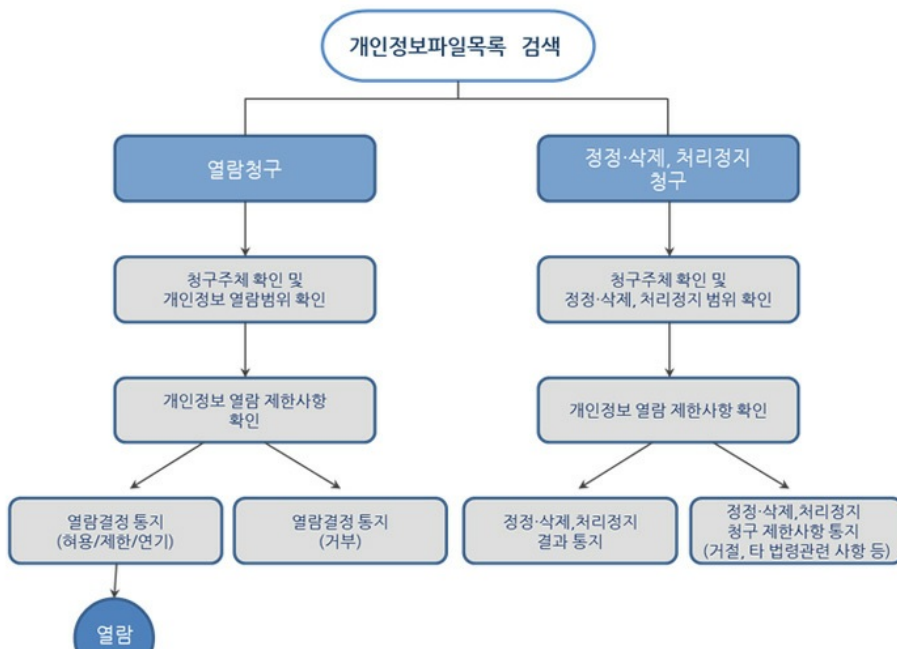 개인정보파일목록 검색
열람청구
정정·삭제, 처리정지
청구
청구주체 확인 및
개인정보 열람범위 확인
청구주체 확인 및
정정·삭제, 처리정지 범위 확인
개인정보 열람 제한사항
확인
개인정보 열람 제한사항 확인
열람결정 통지
(허용/제한/연기)
열람결정 통지
(거부)
정정·삭제,처리정지
결과 통지
정정·삭제,처리정지
청구 제한사항 통지
(거절, 타 법령관련 사항 등)
열람